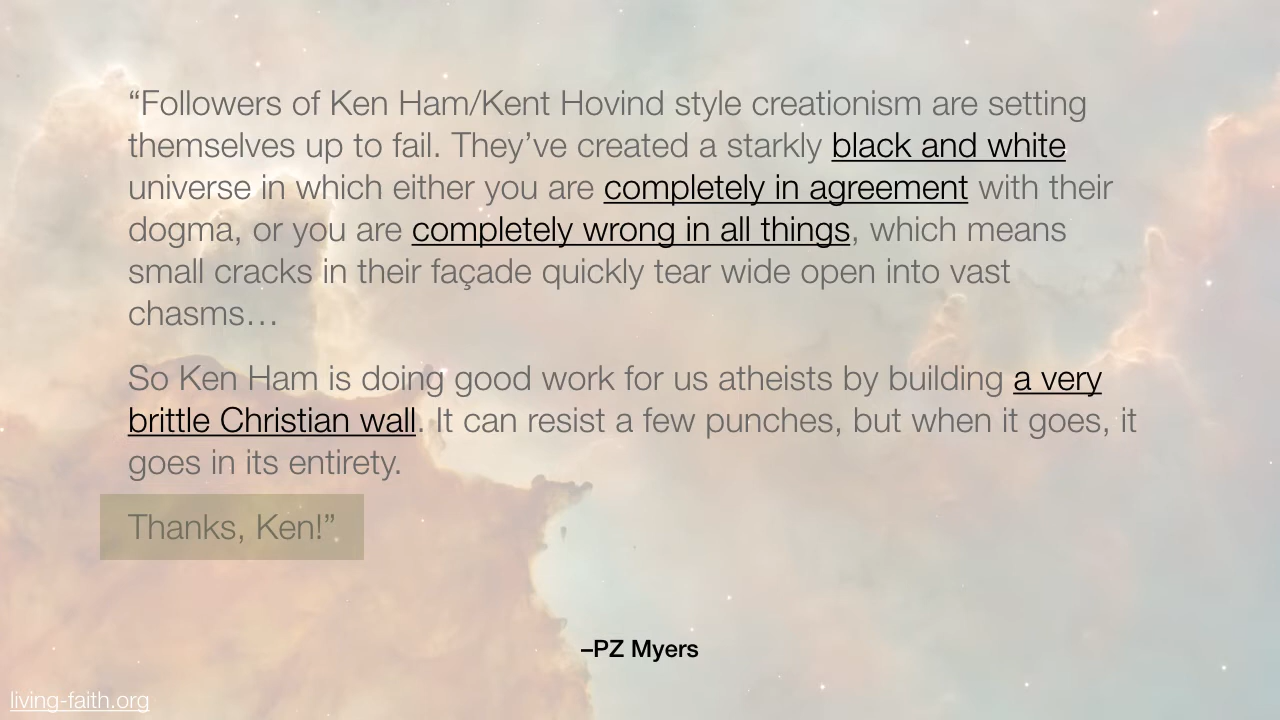 “Followers of Ken Ham/Kent Hovind style creationism are setting
themselves up to fail. They’ve created a starkly black and white
universe in which either you are completely in agreement with their
dogma, or you are completely wrong in all things, which means
small cracks in their façade quickly tear wide open into vast
chasms…
So Ken Ham is doing good work for us atheists by building a very
brittle Christian wall. It can resist a few punches, but when it goes, it
goes in its entirety.
Thanks, Ken!”
–PZ Myers
living-faith.org